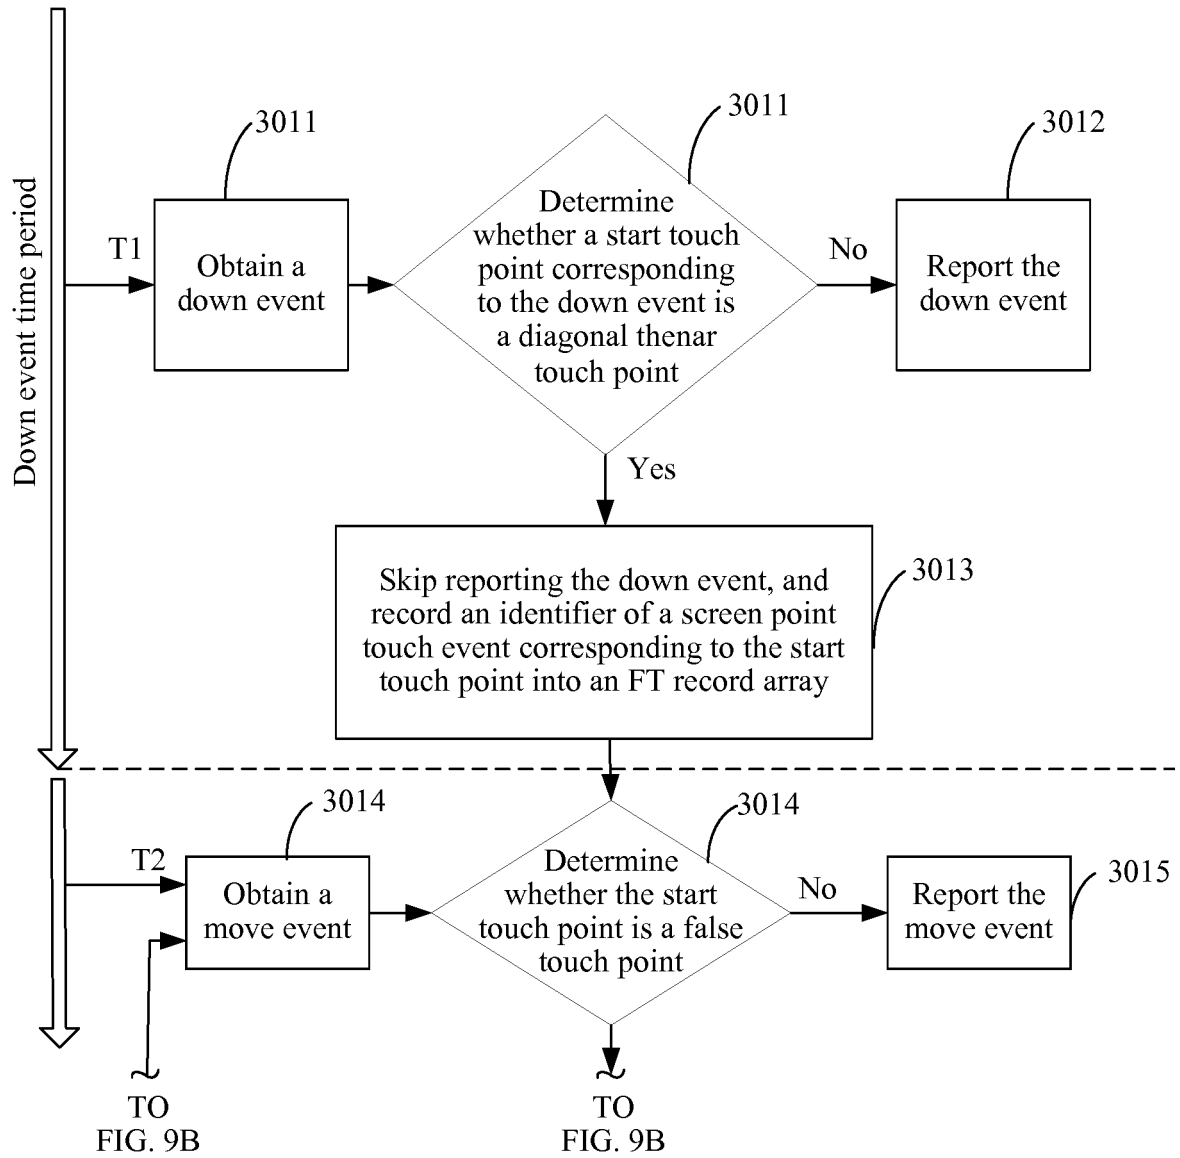 Down event time period
3011
3011
3012
T1
Obtain a
down event
Determine
whether a start touch
point corresponding
to the down event is
a diagonal thenar
touch point
No
Report the
down event
Yes
3013
Skip reporting the down event, and
record an identifier of a screen point
touch event corresponding to the start
touch point into an FT record array
3014
3014
T2
Obtain a
move event
Determine
whether the start
touch point is a false
touch point
No
Report the
move event
3015
TO
FIG. 9B
TO
FIG. 9B